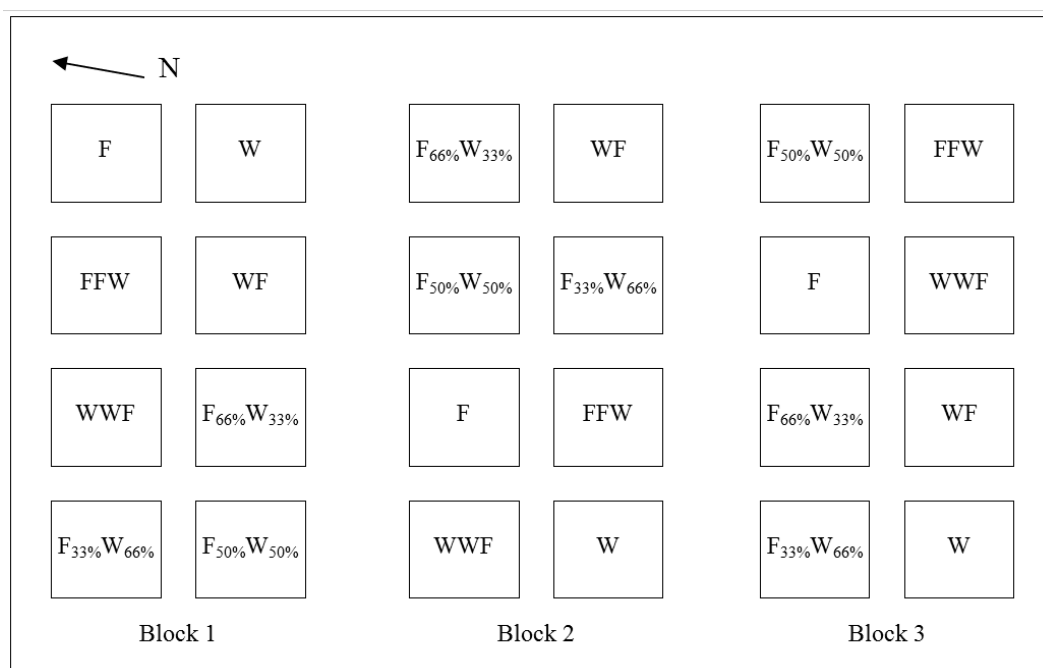 N
F W F₆₆%W₃₃% WF F₅₀%W₅₀% FFW
FFW WF F₅₀%W₅₀% F₃₃%W₆₆% F WWF
WWF F₆₆%W₃₃% F FFW F₆₆%W₃₃% WF
F₃₃%W₆₆% F₅₀%W₅₀% WWF W F₃₃%W₆₆% W
Block 1 Block 2 Block 3